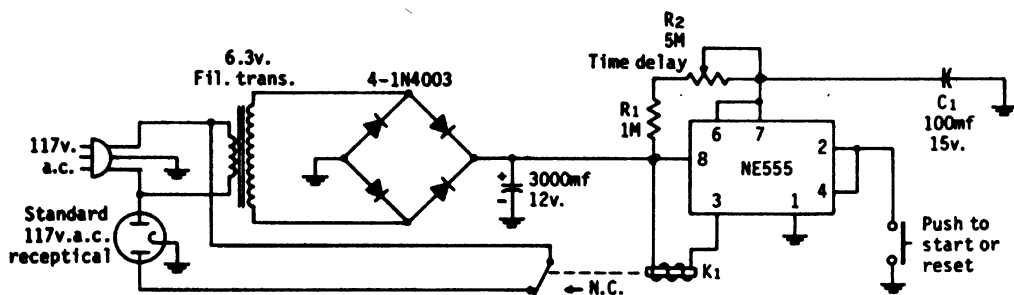 R2
5M
Time delay
6.3v.
Fil. trans.
4-1N4003
R1
1M
C1
100mf
15v.
117v.
a.c.
6
7
8
NE555
2
4
3
1
+
-
3000mf
12v.
Standard
117v.a.c.
receptical
K1
N.C.
Push to
start or
reset